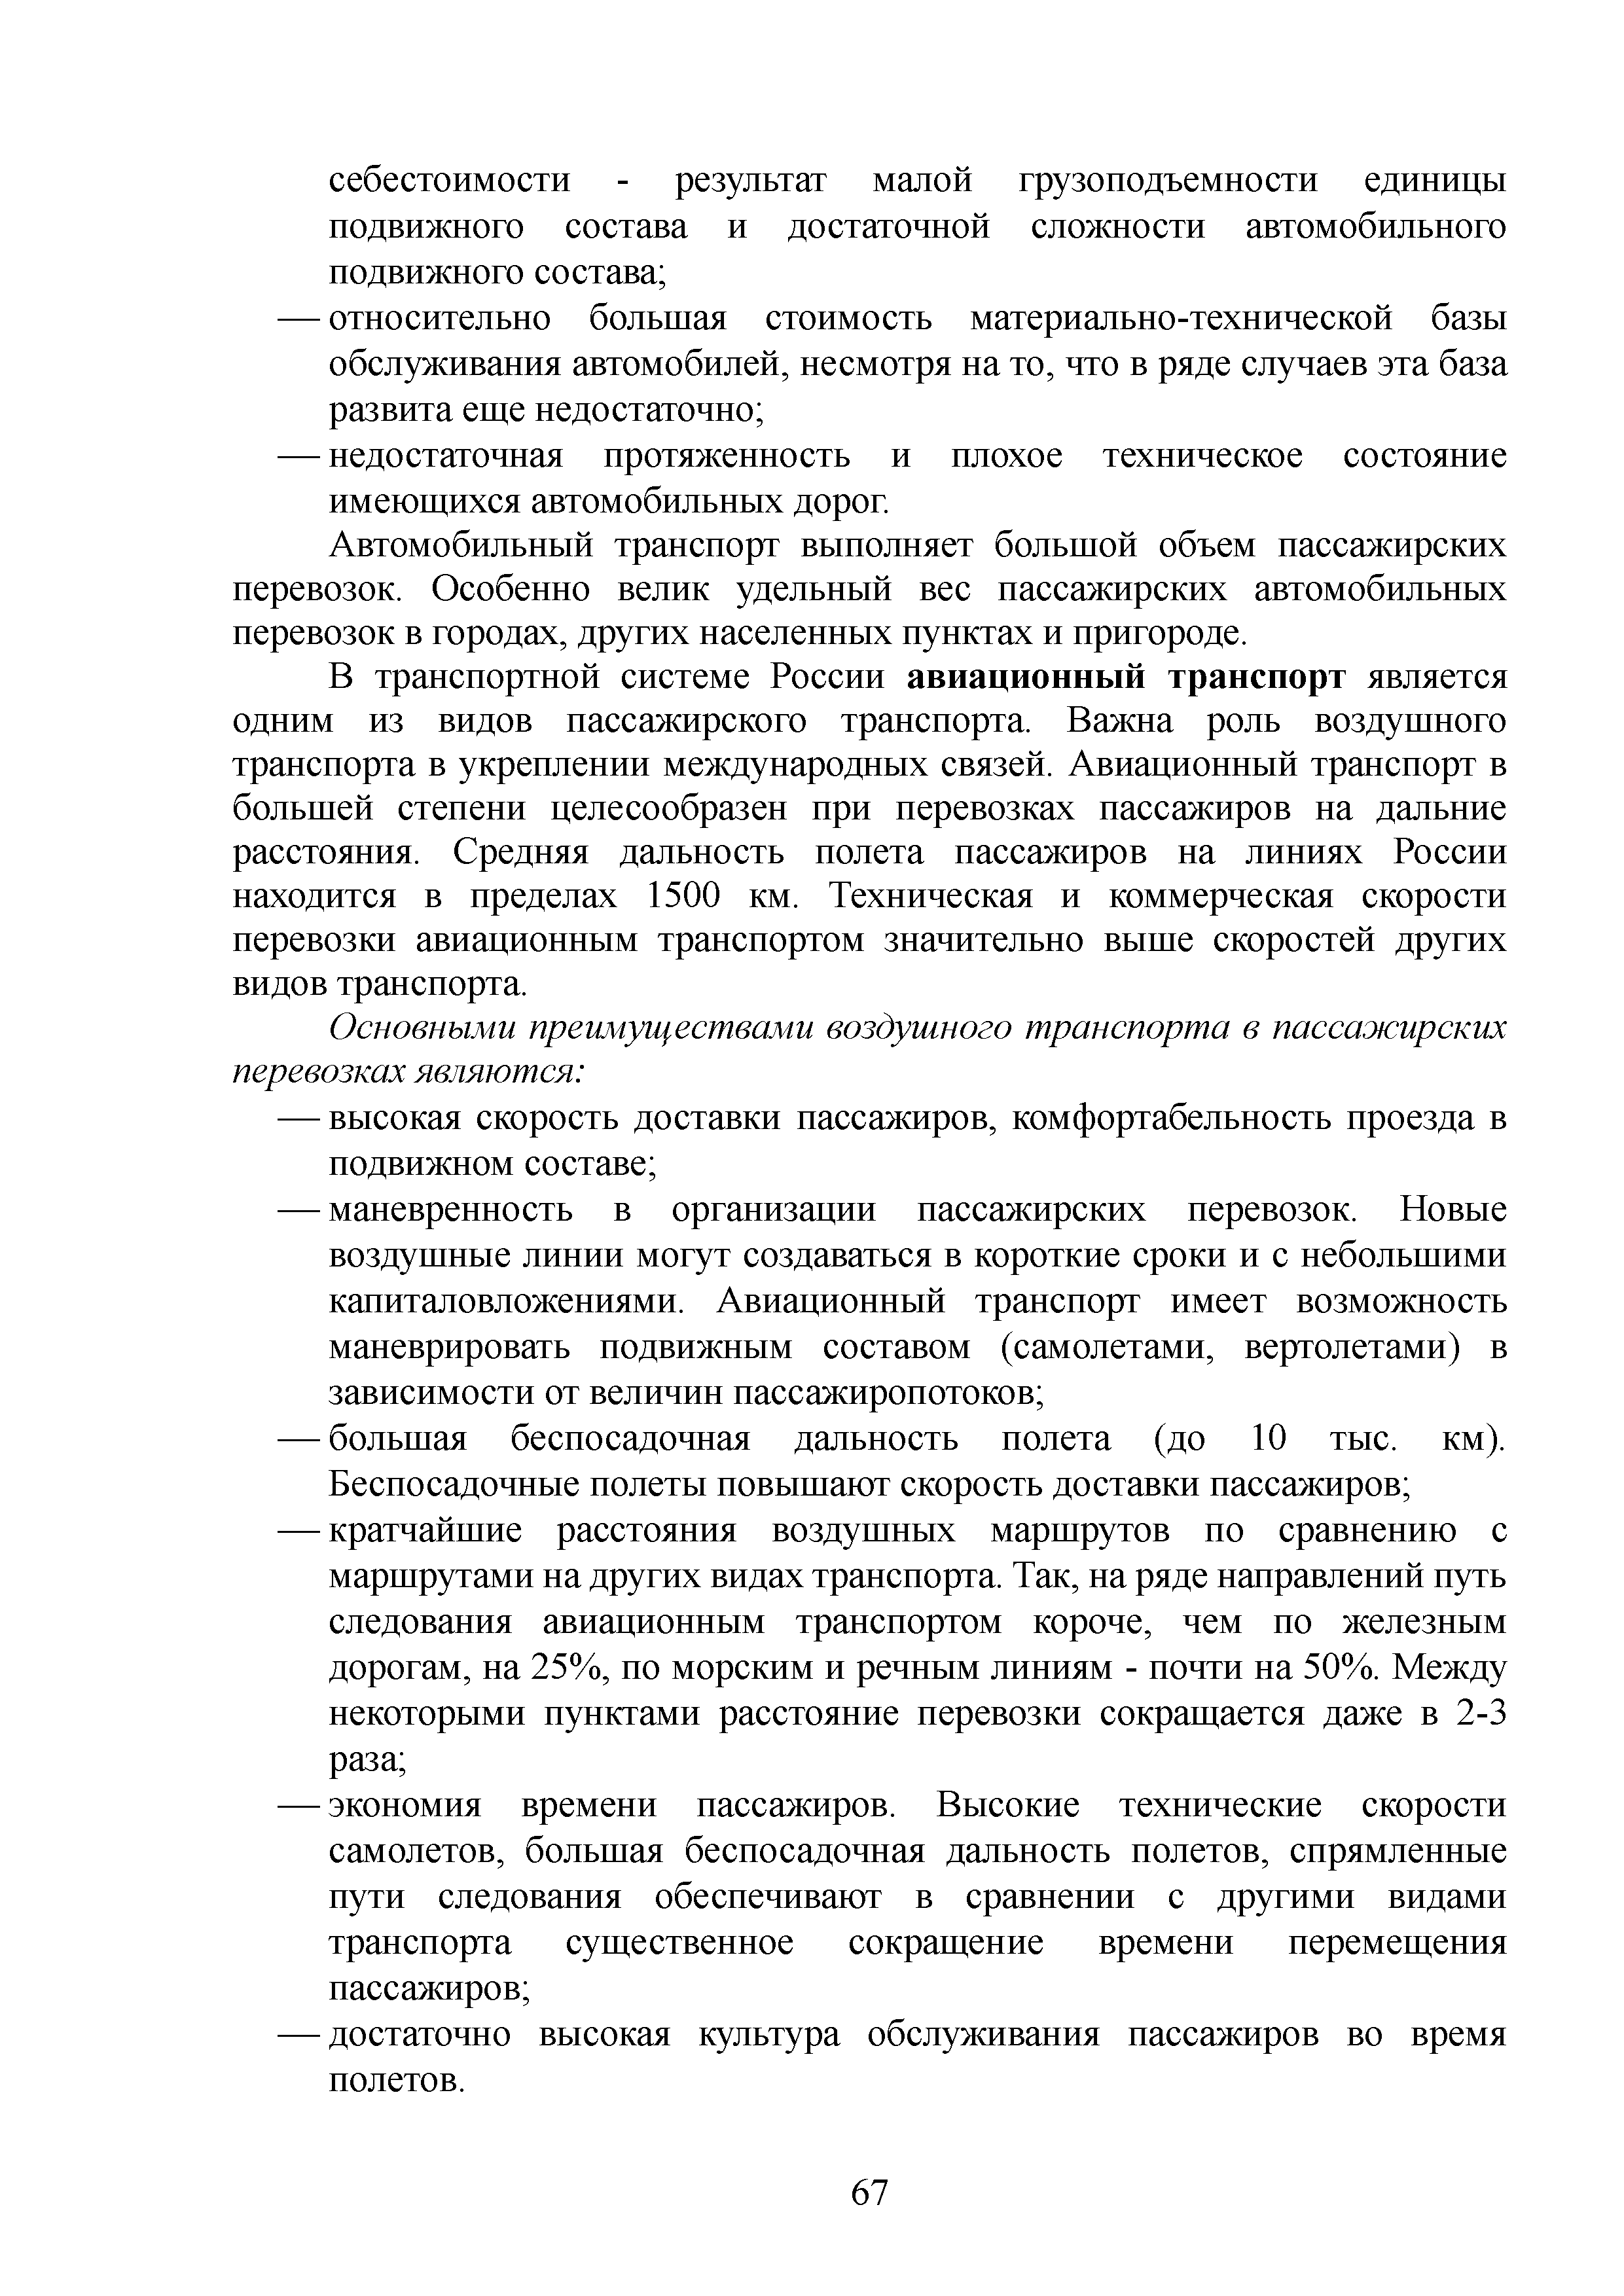 себестоимости - результат малой грузоподъемности единицы
подвижного состава и достаточной сложности автомобильного
подвижного состава;
— относительно большая стоимость материально-технической базы
обслуживания автомобилей, несмотря на то, что в ряде случаев эта база
развита еще недостаточно;
— недостаточная протяженность и плохое техническое состояние
имеющихся автомобильных дорог.
Автомобильный транспорт выполняет большой объем пассажирских
перевозок. Особенно велик удельный вес пассажирских автомобильных
перевозок в городах, других населенных пунктах и пригороде.
В транспортной системе России авиационный транспорт является
одним из видов пассажирского транспорта. Важна роль воздушного
транспорта в укреплении международных связей. Авиационный транспорт в
большей степени целесообразен при перевозках пассажиров на дальние
расстояния. Средняя дальность полета пассажиров на линиях России
находится в пределах 1500 км. Техническая и коммерческая скорости
перевозки авиационным транспортом значительно выше скоростей других
видов транспорта.
Основными преимуществами воздушного транспорта в пассажирских
перевозках являются:
— высокая скорость доставки пассажиров, комфортабельность проезда в
подвижном составе;
— маневренность в организации пассажирских перевозок. Новые
воздушные линии могут создаваться в короткие сроки и с небольшими
капиталовложениями. Авиационный транспорт имеет возможность
маневрировать подвижным составом (самолетами, вертолетами) в
зависимости от величин пассажиропотоков;
— большая беспосадочная дальность полета (до 10 тыс. км).
Беспосадочные полеты повышают скорость доставки пассажиров;
— кратчайшие расстояния воздушных маршрутов по сравнению с
маршрутами на других видах транспорта. Так, на ряде направлений путь
следования авиационным транспортом короче, чем по железным
дорогам, на 25%, по морским и речным линиям - почти на 50%. Между
некоторыми пунктами расстояние перевозки сокращается даже в 2-3
раза;
— экономия времени пассажиров. Высокие технические скорости
самолетов, большая беспосадочная дальность полетов, спрямленные
пути следования обеспечивают в сравнении с другими видами
транспорта существенное сокращение времени перемещения
пассажиров;
— достаточно высокая культура обслуживания пассажиров во время
полетов.
67